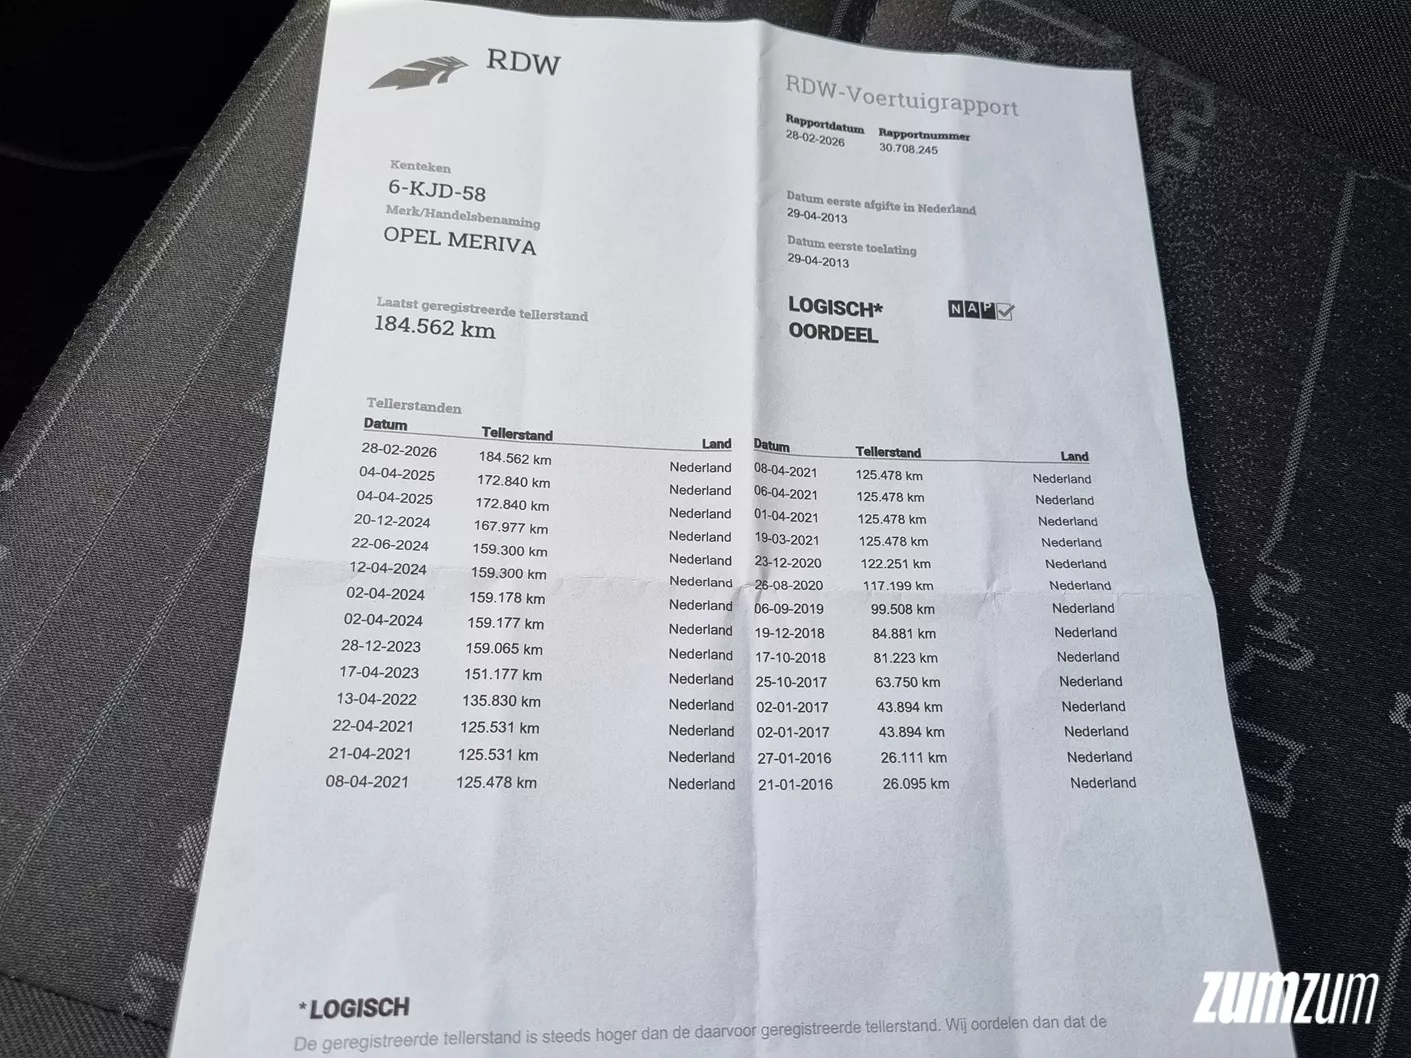 RDW
RDW-Voertuigrapport
Rapportdatum Rapportnummer
28-02-2026 30.708.245
Kenteken
6-KJD-58
Merk/Handelsbenaming
OPEL MERIVA
Datum eerste afgifte in Nederland
29-04-2013
Datum eerste toelating
29-04-2013
Laatst geregistreerde tellerstand
184.562 km
LOGISCH*
OORDEEL
NAP
Tellerstanden
Datum Tellerstand Land
28-02-2026 184.562 km Nederland
04-04-2025 172.840 km Nederland
04-04-2025 172.840 km Nederland
20-12-2024 167.977 km Nederland
22-06-2024 159.300 km Nederland
12-04-2024 159.300 km Nederland
02-04-2024 159.178 km Nederland
02-04-2024 159.177 km Nederland
28-12-2023 159.065 km Nederland
17-04-2023 151.177 km Nederland
13-04-2022 135.830 km Nederland
22-04-2021 125.531 km Nederland
21-04-2021 125.531 km Nederland
08-04-2021 125.478 km Nederland
Datum Tellerstand Land
08-04-2021 125.478 km Nederland
06-04-2021 125.478 km Nederland
01-04-2021 125.478 km Nederland
19-03-2021 125.478 km Nederland
23-12-2020 122.251 km Nederland
26-08-2020 117.199 km Nederland
06-09-2019 99.508 km Nederland
19-12-2018 84.881 km Nederland
17-10-2018 81.223 km Nederland
25-10-2017 63.750 km Nederland
02-01-2017 43.894 km Nederland
02-01-2017 43.894 km Nederland
27-01-2016 26.111 km Nederland
21-01-2016 26.095 km Nederland
*LOGISCH
De geregistreerde tellerstand is steeds hoger dan de daarvoor geregistreerde tellerstand. Wij oordelen dan dat de
zumzum